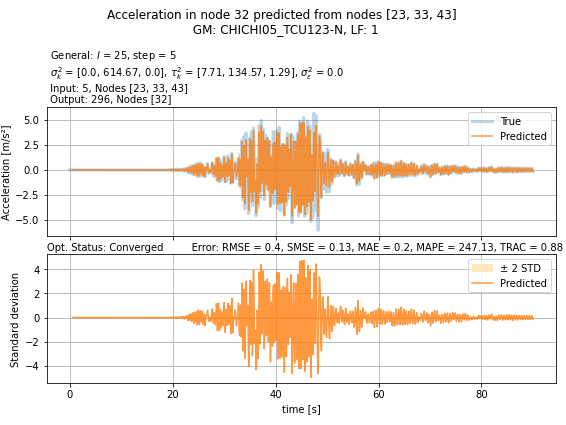 Acceleration in node 32 predicted from nodes [23, 33, 43]
GM: CHICHI05_TCU123-N, LF: 1
General: l = 25, step = 5
σ²ₖ = [0.0, 614.67, 0.0], τ²ₖ = [7.71, 134.57, 1.29], σ²ₑ = 0.0
Input: 5, Nodes [23, 33, 43]
Output: 296, Nodes [32]
Acceleration [m/s²]
5.0
2.5
0.0
−2.5
−5.0
True
Predicted
Opt. Status: Converged Error: RMSE = 0.4, SMSE = 0.13, MAE = 0.2, MAPE = 247.13, TRAC = 0.88
Standard deviation
4
2
0
−2
−4
± 2 STD
Predicted
0 20 40 60 80
time [s]